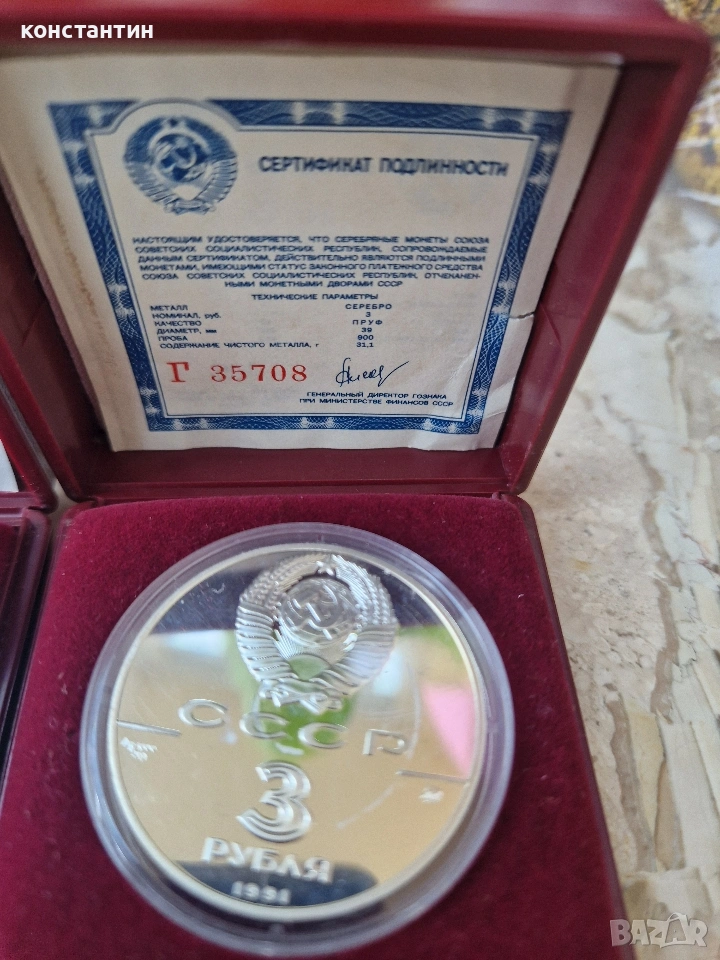 КОНСТАНТИН
СЕРТИФИКАТ ПОДЛИННОСТИ
НАСТОЯЩИМ УДОСТОВЕРЯЕТСЯ, ЧТО СЕРЕБРЯНЫЕ МОНЕТЫ СОЮЗА
СОВЕТСКИХ СОЦИАЛИСТИЧЕСКИХ РЕСПУБЛИК, СОПРОВОЖДАЕМЫЕ
ДАННЫМ СЕРТИФИКАТОМ, ДЕЙСТВИТЕЛЬНО ЯВЛЯЮТСЯ ПОДЛИННЫМИ
МОНЕТАМИ, ИМЕЮЩИМИ СТАТУС ЗАКОННОГО ПЛАТЕЖНОГО СРЕДСТВА
СОЮЗА СОВЕТСКИХ СОЦИАЛИСТИЧЕСКИХ РЕСПУБЛИК, ОТЧЕКАНЕН-
НЫМИ МОНЕТНЫМИ ДВОРАМИ СССР
ТЕХНИЧЕСКИЕ ПАРАМЕТРЫ
МЕТАЛЛ СЕРЕБРО
НОМИНАЛ, руб. 3
КАЧЕСТВО ПРУФ
ДИАМЕТР, мм 39
ПРОБА 900
СОДЕРЖАНИЕ ЧИСТОГО МЕТАЛЛА, г 31,1
Г 35708
ГЕНЕРАЛЬНЫЙ ДИРЕКТОР ГОЗНАКА
ПРИ МИНИСТЕРСТВЕ ФИНАНСОВ СССР
СССР
3
РУБЛЯ
1991
BAZAR